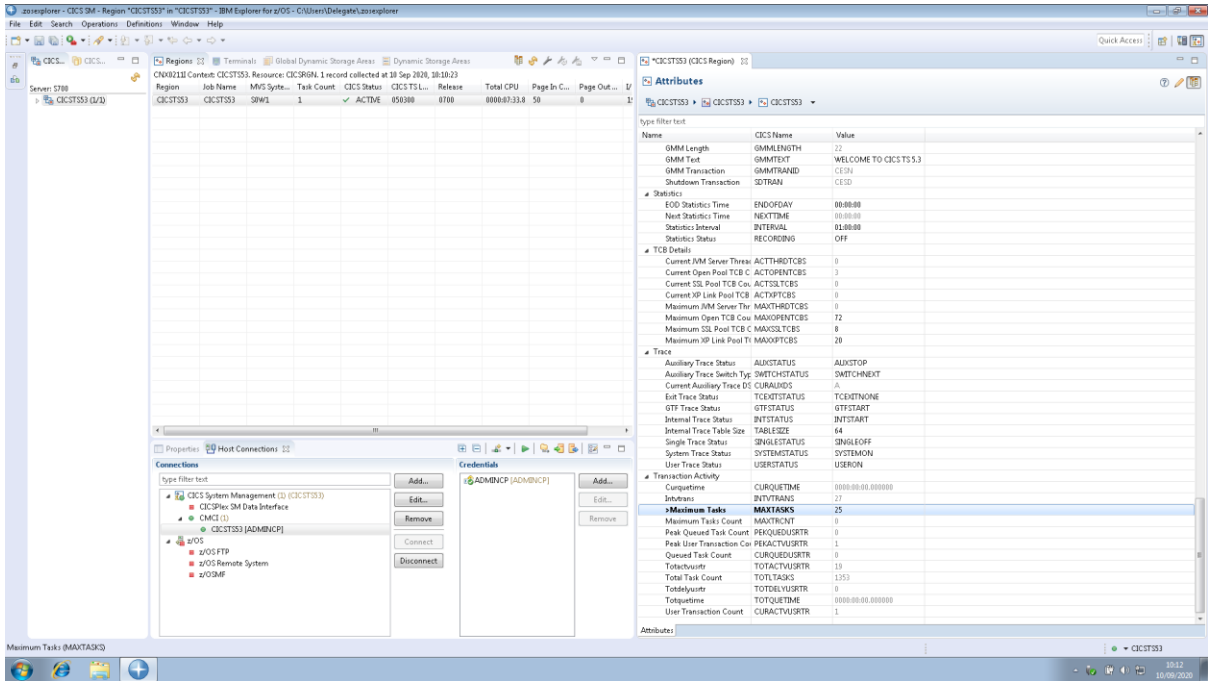 .zosexplorer - CICS SM - Region "CICSTS53" in "CICSTS53" - IBM Explorer for z/OS - C:\Users\Delegate\.zosexplorer
File Edit Search Operations Definitions Window Help
Quick Access
CICS... CICS...
Server: S700
CICSTS53 (1/1)
Regions Terminals Global Dynamic Storage Areas Dynamic Storage Areas
CNX0211I Context: CICSTS53. Resource: CICSRGN. 1 record collected at 10 Sep 2020, 10:10:23
Region Job Name MVS Syste... Task Count CICS Status CICS TS L... Release Total CPU Page In C... Page Out... I/
CICSTS53 CICSTS53 S0W1 1 ACTIVE 050300 0700 0000:07:33.8 50 0
Properties Host Connections
Connections
type filter text
CICS System Management (1) (CICSTS53)
CICSPlex SM Data Interface
CMCI (1)
CICSTS53 [ADMINCP]
z/OS
z/OS FTP
z/OS Remote System
z/OSMF
Add...
Edit...
Remove
Connect
Disconnect
Credentials
ADMINCP [ADMINCP]
Add...
Edit...
Remove
*CICSTS53 (CICS Region)
Attributes
CICSTS53 CICSTS53 CICSTS53
type filter text
Name CICS Name Value
GMM Length GMMLENGTH 22
GMM Text GMMTEXT WELCOME TO CICS TS 5.3
GMM Transaction GMMTRANID CESN
Shutdown Transaction SDTRAN CESD
Statistics
EOD Statistics Time ENDOFDAY 00:00:00
Next Statistics Time NEXTTIME 00:00:00
Statistics Interval INTERVAL 01:00:00
Statistics Status RECORDING OFF
TCB Details
Current JVM Server Threac ACTTHRDTCBS 0
Current Open Pool TCB C ACTOPENTCBS 3
Current SSL Pool TCB Cou ACTSSLTCBS 0
Current XP Link Pool TCB ACTXPTCBS 0
Maximum JVM Server Thr MAXTHRDTCBS 0
Maximum Open TCB Cou MAXOPENTCBS 72
Maximum SSL Pool TCB C MAXSSLTCBS 8
Maximum XP Link Pool T MAXXPTCBS 20
Trace
Auxiliary Trace Status AUXSTATUS AUXSTOP
Auxiliary Trace Switch Typ SWITCHSTATUS SWITCHNEXT
Current Auxiliary Trace DS CURAUXDS A
Exit Trace Status TCEXITSTATUS TCEXITNONE
GTF Trace Status GTFSTATUS GTFSTART
Internal Trace Status INTSTATUS INTSTART
Internal Trace Table Size TABLESIZE 64
Single Trace Status SINGLESTATUS SINGLEOFF
System Trace Status SYSTEMSTATUS SYSTEMON
User Trace Status USERSTATUS USERON
Transaction Activity
Curquetime CURQUETIME 0000:00:00.000000
Intvtrans INTVTRANS 27
>Maximum Tasks MAXTASKS 25
Maximum Tasks Count MAXTRCNT 0
Peak Queued Task Count PEKQUEDUSRTR 0
Peak User Transaction Co PEKACTVUSRTR 1
Queued Task Count CURQUEDUSRTR 0
Totactvusrtr TOTACTVUSRTR 19
Total Task Count TOTLTASKS 1353
Totdelyusrtr TOTDELYUSRTR 0
Totquetime TOTQUETIME 0000:00:00.000000
User Transaction Count CURACTVUSRTR 1
Attributes
Maximum Tasks (MAXTASKS)
CICSTS53
10:12
10/09/2020